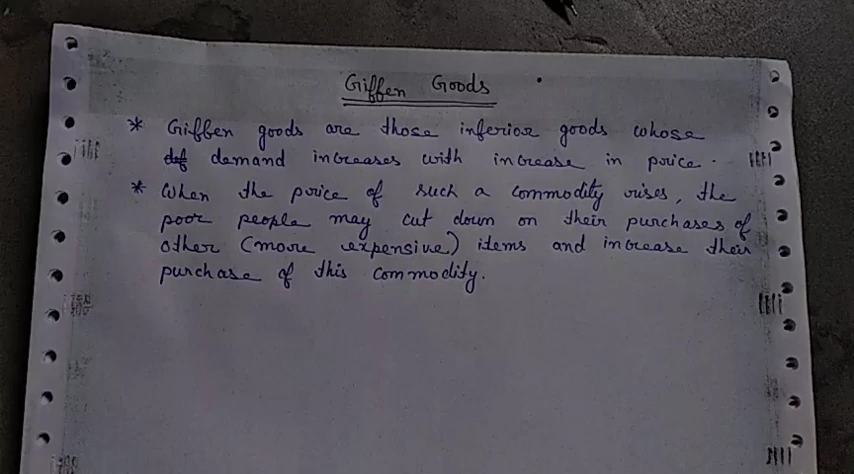 Giffen Goods
* Giffen goods are those inferior goods whose
demand increases with increase in price.
* When the price of such a commodity rises, the
poor people may cut down on their purchases of
other (more expensive) items and increase their
purchase of this commodity.